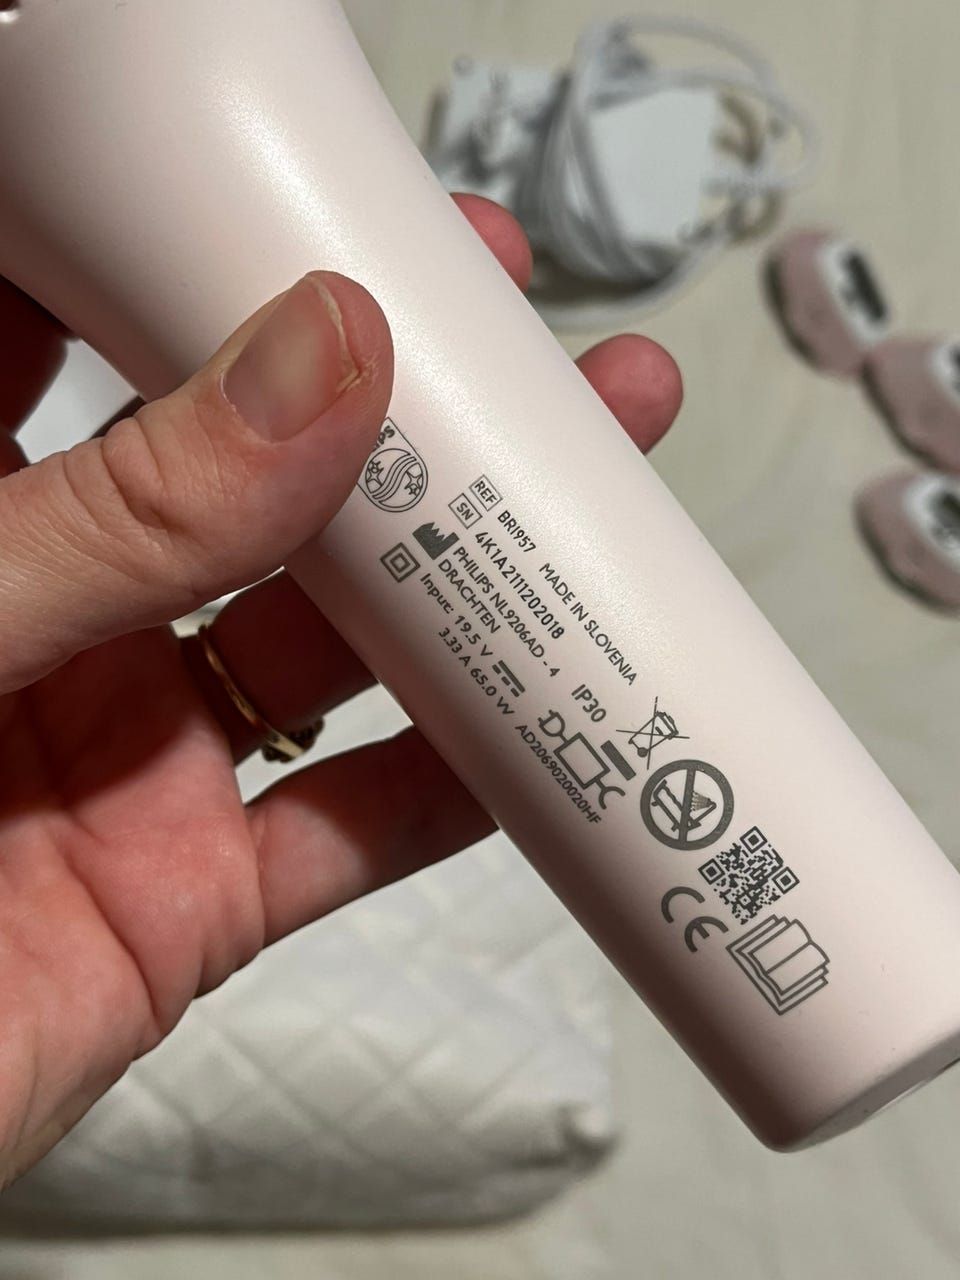 REF BRI957 MADE IN SLOVENIA
SN 4K1A2111202018
PHILIPS NL9206AD - 4
DRACHTEN
Input: 19.5 V
3.33 A 65.0 W
IP30
AD2069020020HF
CE